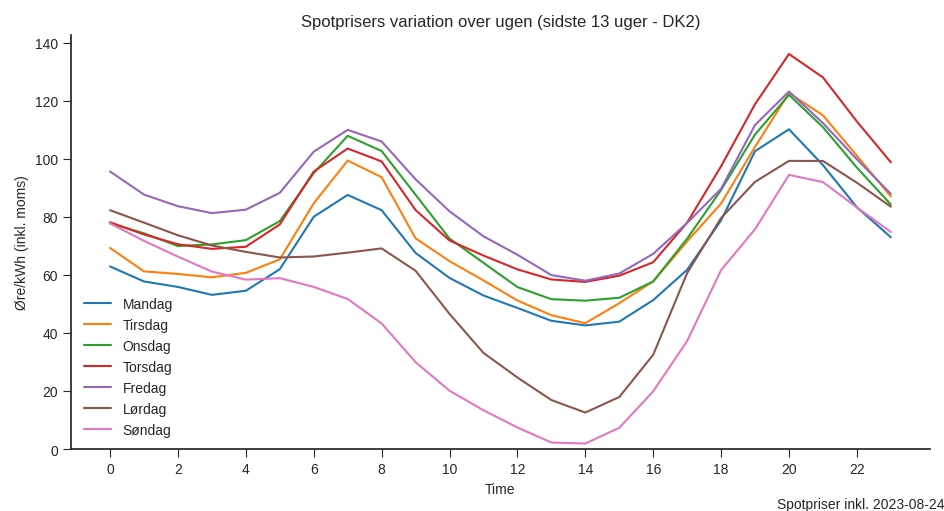 Spotprisers variation over ugen (sidste 13 uger - DK2)
Øre/kWh (inkl. moms)
140
120
100
80
60
40
20
0
Mandag
Tirsdag
Onsdag
Torsdag
Fredag
Lørdag
Søndag
0 2 4 6 8 10 12 14 16 18 20 22
Time
Spotpriser inkl. 2023-08-24